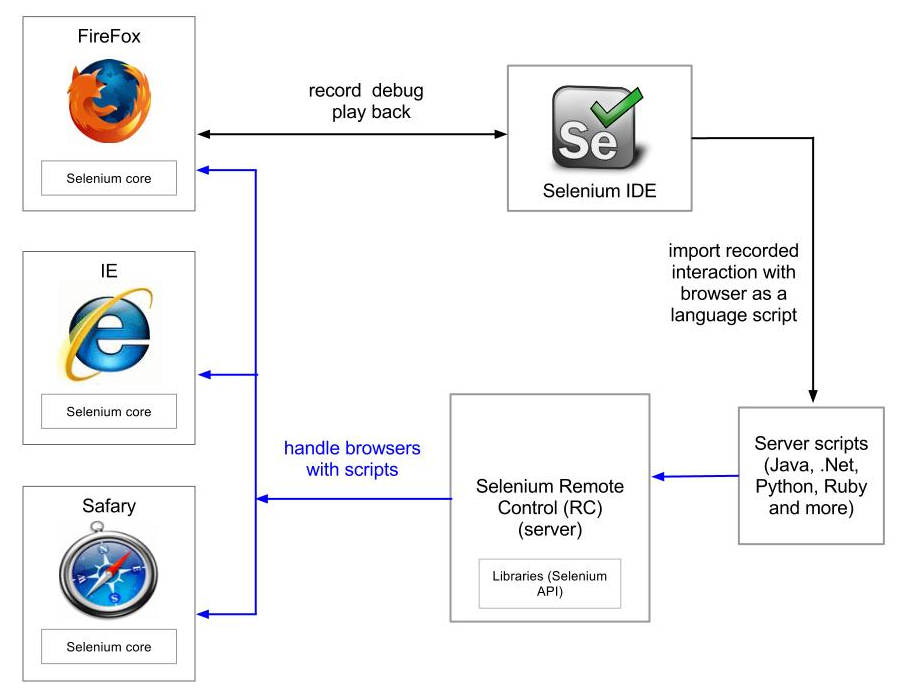 FireFox
Selenium core
record  debug
play back
Se
Selenium IDE
import recorded
interaction with
browser as a
language script
IE
Selenium core
handle browsers
with scripts
Selenium Remote
Control (RC)
(server)
Libraries (Selenium
API)
Server scripts
(Java, .Net,
Python, Ruby
and more)
Safary
N
E
S
W
Selenium core